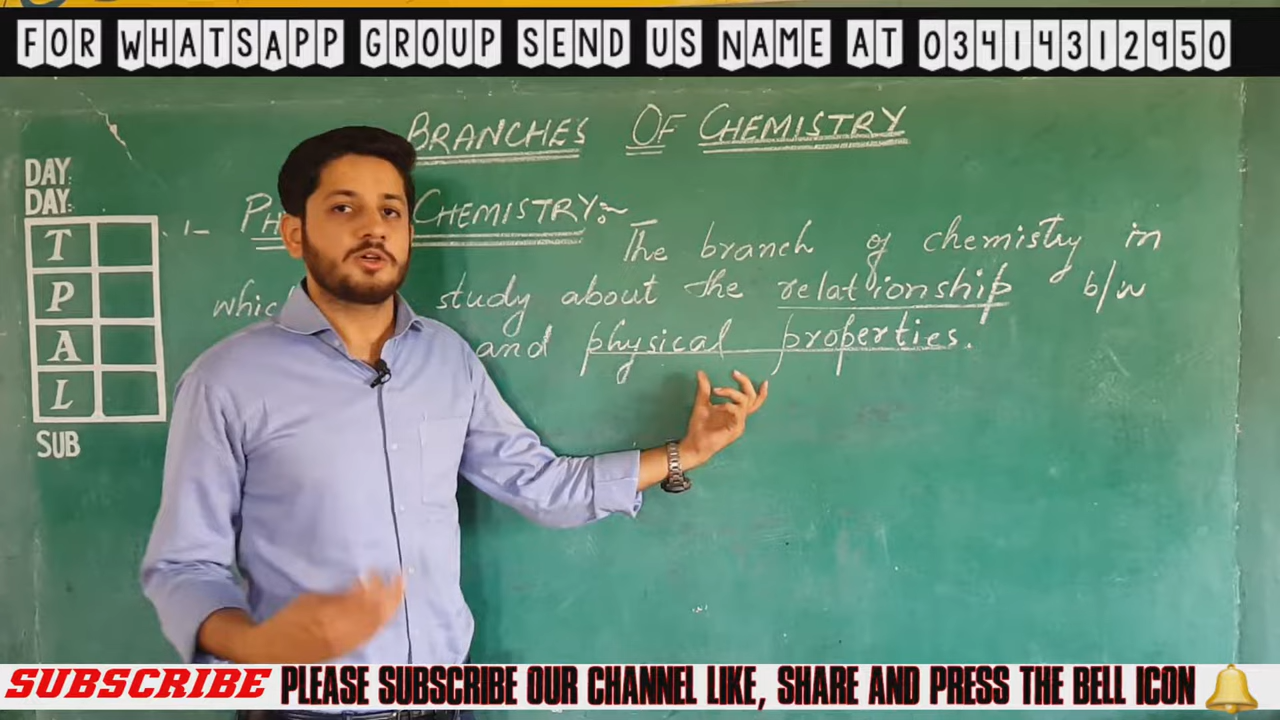 FOR WHATSAPP GROUP SEND US NAME AT 03414312950
BRANCHES OF CHEMISTRY
DAY:
DAY:
T
P
A
L
SUB
1- CHEMISTRY:~
The branch of chemistry in
study about the relationship b/w
and physical properties.
SUBSCRIBE PLEASE SUBSCRIBE OUR CHANNEL LIKE, SHARE AND PRESS THE BELL ICON